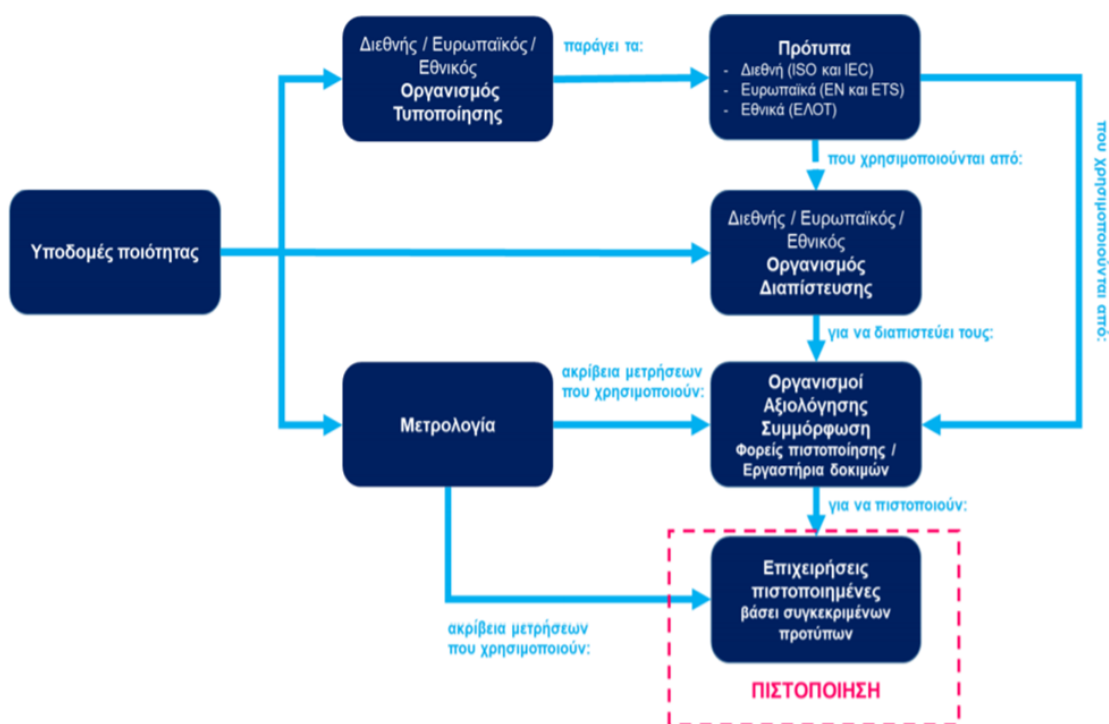 Διεθνής / Ευρωπαϊκός /
Εθνικός
Οργανισμός
Τυποποίησης
παράγει τα:
Πρότυπα
- Διεθνή (ISO και IEC)
- Ευρωπαϊκά (EN και ETS)
- Εθνικά (ΕΛΟΤ)
που χρησιμοποιούνται από:
που χρησιμοποιούνται από:
Υποδομές ποιότητας
Διεθνής / Ευρωπαϊκός /
Εθνικός
Οργανισμός
Διαπίστευσης
για να διαπιστεύει τους:
Μετρολογία
ακρίβεια μετρήσεων
που χρησιμοποιούν:
Οργανισμοί
Αξιολόγησης
Συμμόρφωση
Φορείς πιστοποίησης /
Εργαστήρια δοκιμών
για να πιστοποιούν:
Επιχειρήσεις
πιστοποιημένες
βάσει συγκεκριμένων
προτύπων
ακρίβεια μετρήσεων
που χρησιμοποιούν:
ΠΙΣΤΟΠΟΙΗΣΗ